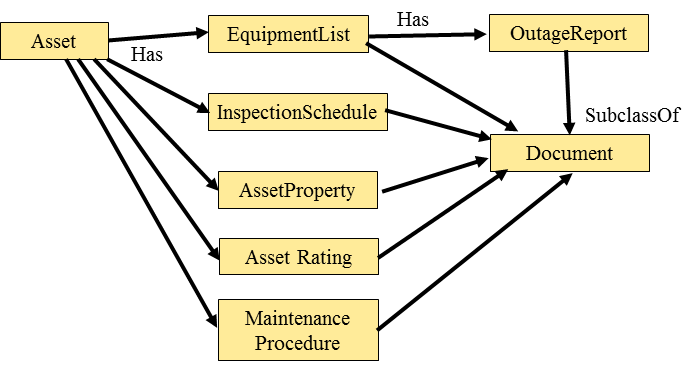 Asset
Has
EquipmentList
Has
OutageReport
InspectionSchedule
SubclassOf
Document
AssetProperty
Asset Rating
Maintenance
Procedure